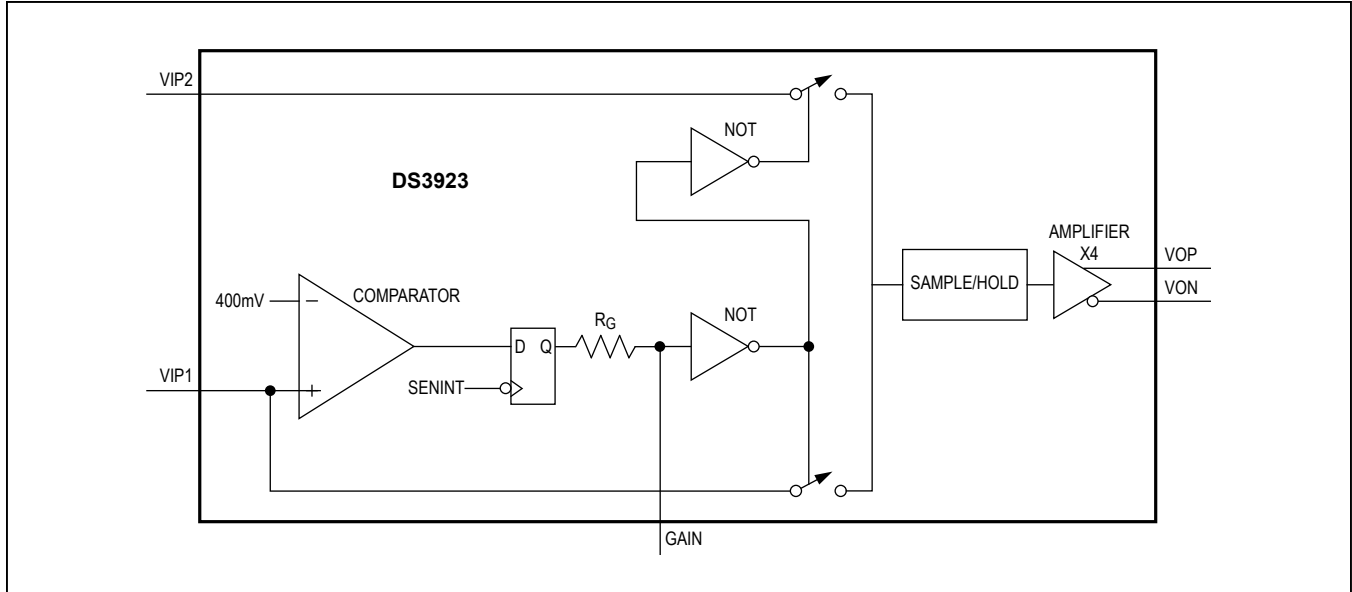 VIP2
NOT
DS3923
AMPLIFIER
X4
VOP
SAMPLE/HOLD
VON
400mV
−
COMPARATOR
RG
NOT
D Q
VIP1
+
SENINT
GAIN